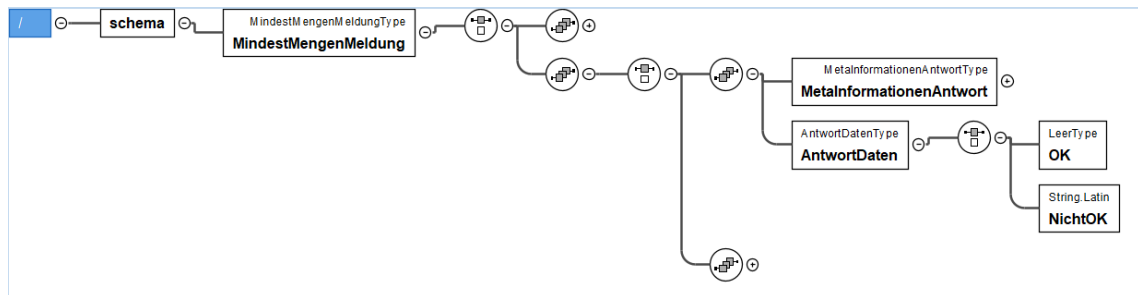 /
schema
MindestMengenMeldungType
MindestMengenMeldung
MetaInformationenAntwortType
MetaInformationenAntwort
AntwortDatenType
AntwortDaten
LeerType
OK
String.Latin
NichtOK